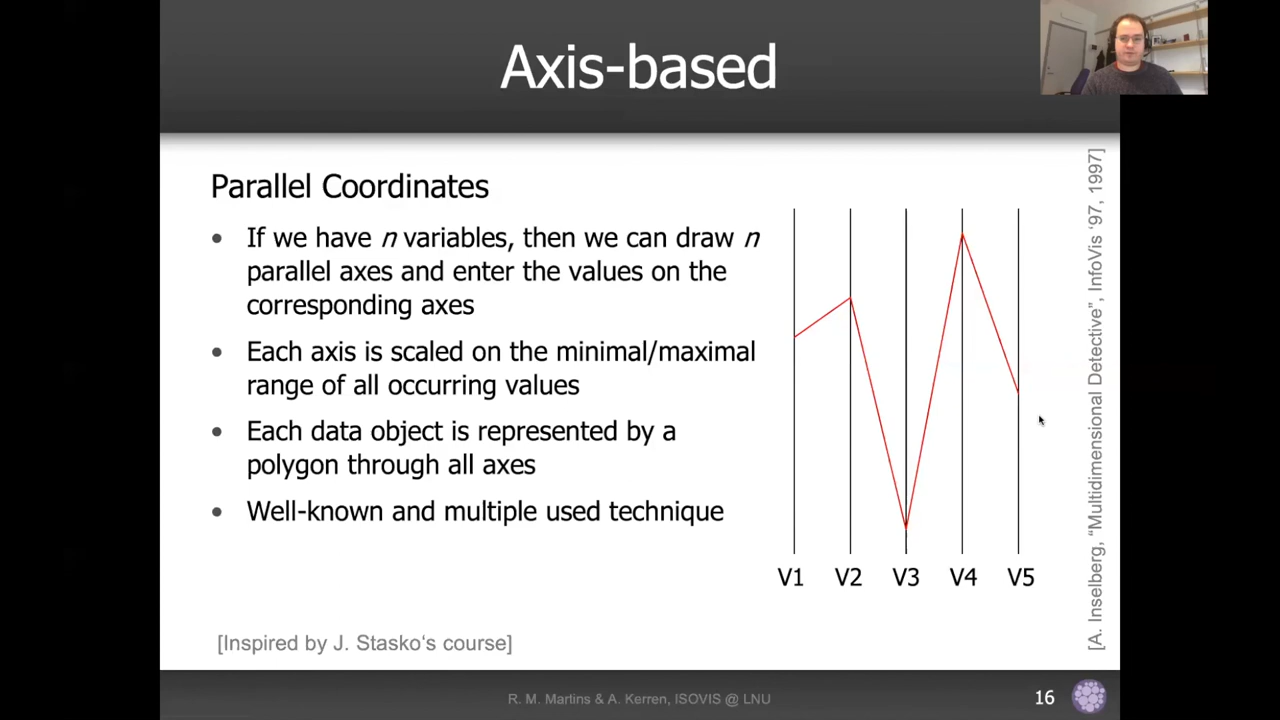 Axis-based
Parallel Coordinates
• If we have n variables, then we can draw n
parallel axes and enter the values on the
corresponding axes
• Each axis is scaled on the minimal/maximal
range of all occurring values
• Each data object is represented by a
polygon through all axes
• Well-known and multiple used technique
V1 V2 V3 V4 V5
[A. Inselberg, “Multidimensional Detective”, InfoVis ‘97, 1997]
[Inspired by J. Stasko‘s course]
R. M. Martins & A. Kerren, ISOVIS @ LNU
16